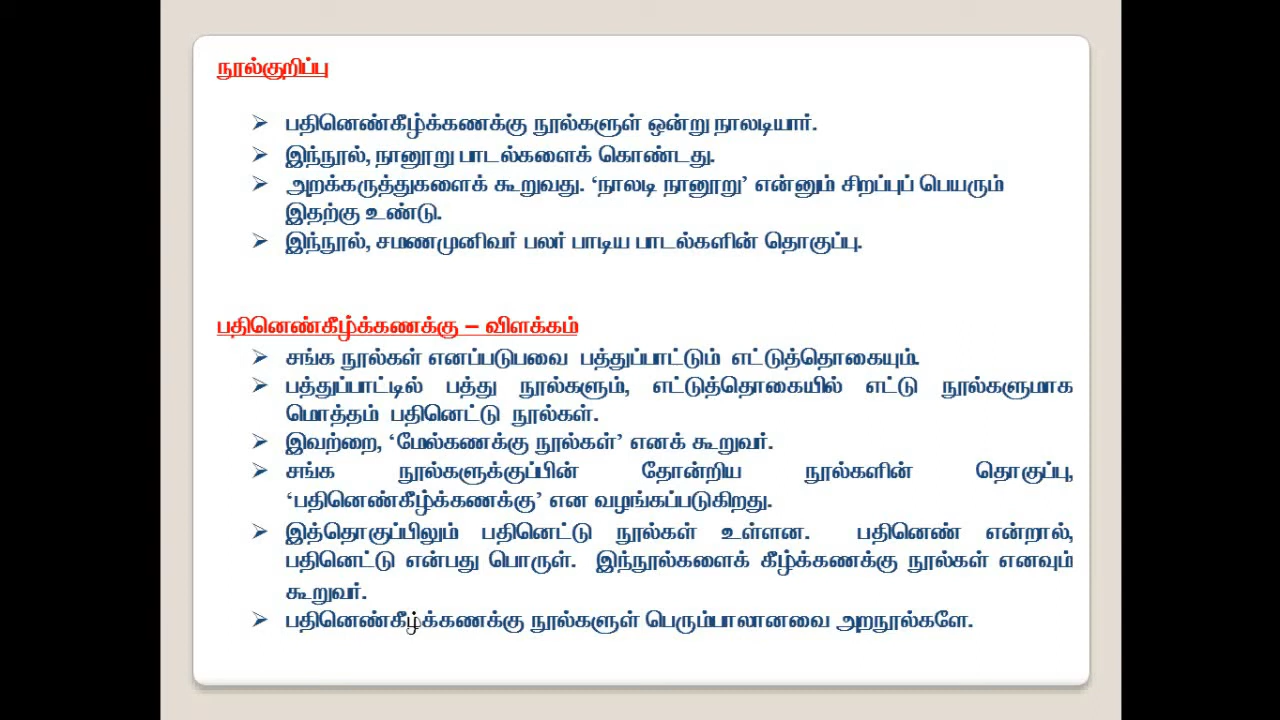 நூல்குறிப்பு
➢ பதினெண்கீழ்க்கணக்கு நூல்களுள் ஒன்று நாலடியார்.
➢ இந்நூல், நானூறு பாடல்களைக் கொண்டது.
➢ அறக்கருத்துகளைக் கூறுவது. ‘நாலடி நானூறு’ என்னும் சிறப்புப் பெயரும்
இதற்கு உண்டு.
➢ இந்நூல், சமணமுனிவர் பலர் பாடிய பாடல்களின் தொகுப்பு.
பதினெண்கீழ்க்கணக்கு – விளக்கம்
➢ சங்க நூல்கள் எனப்படுபவை பத்துப்பாட்டும் எட்டுத்தொகையும்.
➢ பத்துப்பாட்டில் பத்து நூல்களும், எட்டுத்தொகையில் எட்டு நூல்களுமாக
மொத்தம் பதினெட்டு நூல்கள்.
➢ இவற்றை, ‘மேல்கணக்கு நூல்கள்’ எனக் கூறுவர்.
➢ சங்க நூல்களுக்குப்பின் தோன்றிய நூல்களின் தொகுப்பு,
‘பதினெண்கீழ்க்கணக்கு’ என வழங்கப்படுகிறது.
➢ இத்தொகுப்பிலும் பதினெட்டு நூல்கள் உள்ளன. பதினெண் என்றால்,
பதினெட்டு என்பது பொருள். இந்நூல்களைக் கீழ்க்கணக்கு நூல்கள் எனவும்
கூறுவர்.
➢ பதினெண்கீழ்க்கணக்கு நூல்களுள் பெரும்பாலானவை அறநூல்களே.